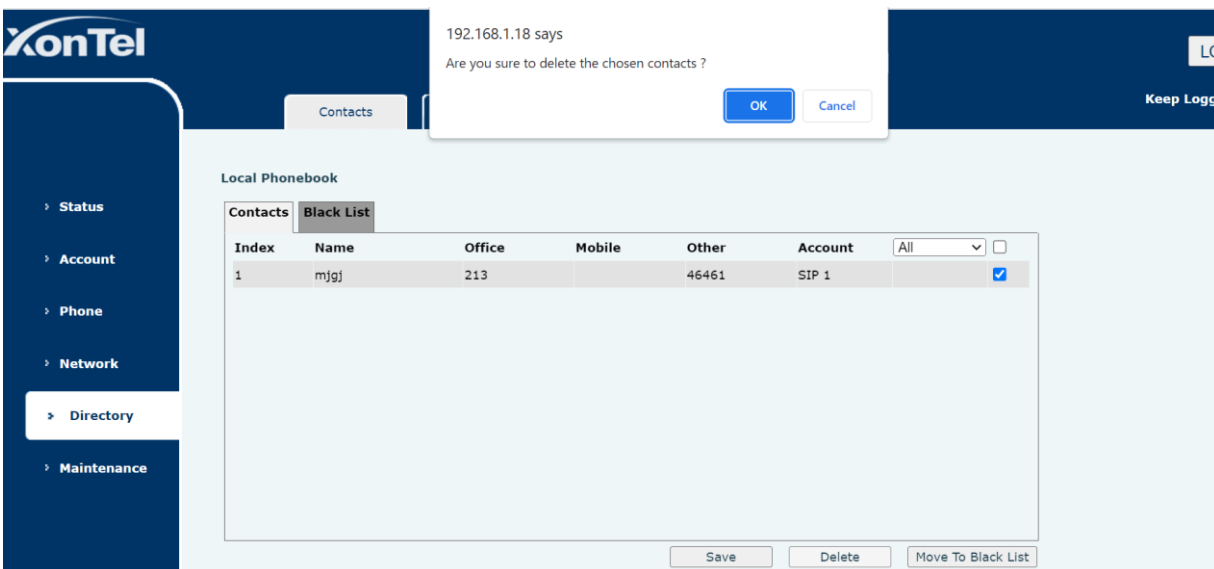 XonTel
192.168.1.18 says
Are you sure to delete the chosen contacts ?
OK Cancel
Keep Logg
Contacts
Local Phonebook
Contacts Black List
Index Name Office Mobile Other Account All
1 mjgj 213 46461 SIP 1
› Status
› Account
› Phone
› Network
› Directory
› Maintenance
Save Delete Move To Black List